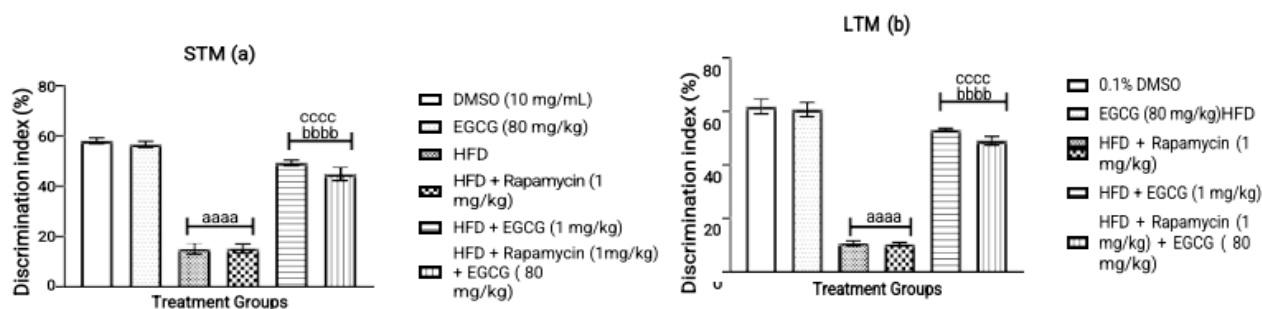 STM (a)
Discrimination index (%)
80
60
40
20
0
aaaa
cccc
bbbb
Treatment Groups
DMSO (10 mg/mL)
EGCG (80 mg/kg)
HFD
HFD + Rapamycin (1
mg/kg)
HFD + EGCG (1 mg/kg)
HFD + Rapamycin (1mg/kg)
+ EGCG ( 80
mg/kg)
LTM (b)
Discrimination index (%)
80
60
40
20
0
aaaa
cccc
bbbb
Treatment Groups
0.1% DMSO
EGCG (80 mg/kg)HFD
HFD + Rapamycin (1
mg/kg)
HFD + EGCG (1 mg/kg)
HFD + Rapamycin (1
mg/kg) + EGCG ( 80
mg/kg)